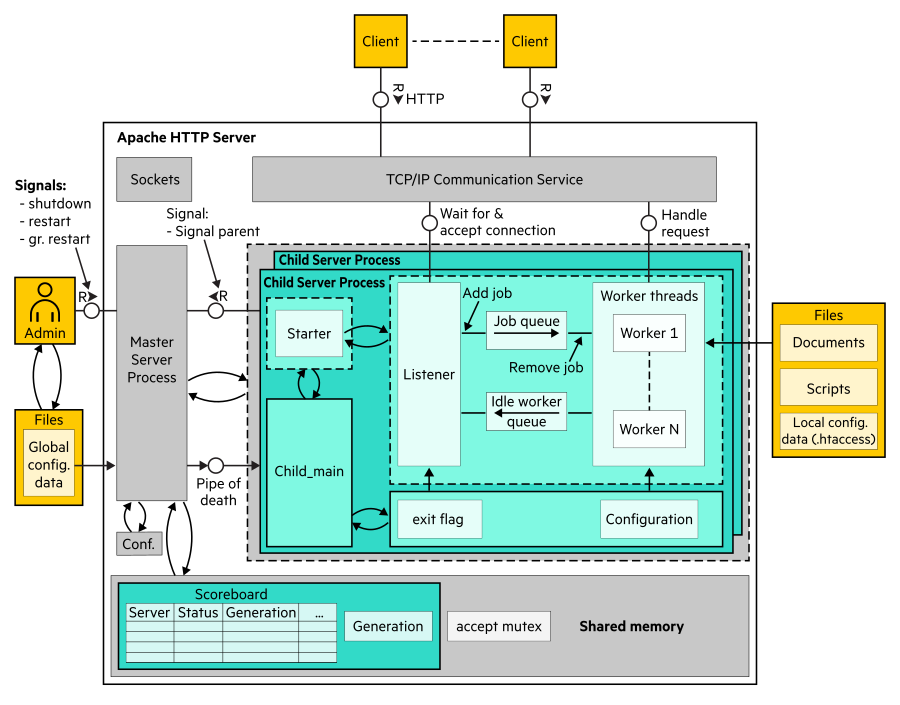 Client
Client
R
HTTP
R
Apache HTTP Server
Sockets
TCP/IP Communication Service
Signals:
- shutdown
- restart
- gr. restart
Signal:
- Signal parent
Wait for &
accept connection
Handle
request
R
R
Child Server Process
Child Server Process
Admin
Starter
Master
Server
Process
Listener
Add job
Job queue
Remove job
Idle worker
queue
Worker threads
Worker 1
Worker N
Files
Documents
Scripts
Local config.
data (.htaccess)
Files
Global
config.
data
Pipe of
death
Child_main
exit flag
Configuration
Conf.
Scoreboard
Server Status Generation ...
Generation
accept mutex
Shared memory